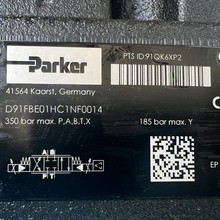 Parker
PTS ID:91QK6XP2
41564 Kaarst, Germany
D91FBE01HC1NF0014
350 bar max. P,A,B,T,X
185 bar max. Y
EP